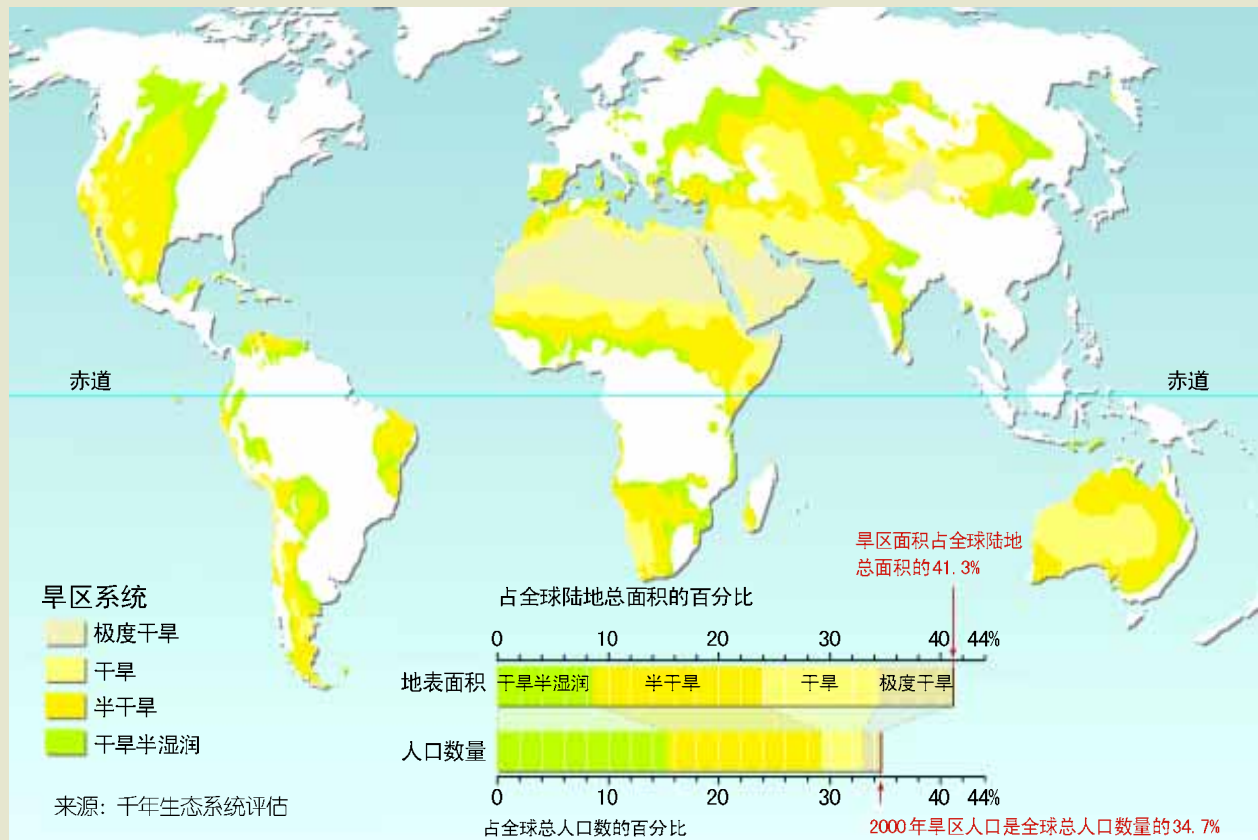 赤道
赤道
旱区面积占全球陆地
总面积的41.3%
旱区系统
极度干旱
干旱
半干旱
干旱半湿润
来源：千年生态系统评估
占全球陆地总面积的百分比
0 10 20 30 40 44%
地表面积 干旱半湿润 半干旱 干旱 极度干旱
人口数量
0 10 20 30 40 44%
占全球总人口数的百分比
2000年旱区人口是全球总人口数量的34.7%